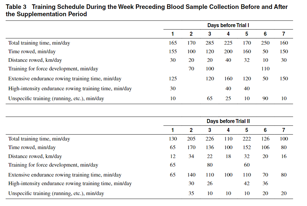 Table 3 Training Schedule During the Week Preceding Blood Sample Collection Before and After
the Supplementation Period
Days before Trial I
1 2 3 4 5 6 7
Total training time, min/day 165 170 285 225 170 250 160
Time rowed, min/day 155 100 120 200 160 50 150
Distance rowed, km/day 30 20 20 40 32 10 30
Training for force development, min/day 70 100 110
Extensive endurance rowing training time, min/day 125 120 160 120 50 150
High-intensity endurance rowing training time, min/day 30 40 40
Unspecific training (running, etc.), min/day 10 65 25 10 90 10
Days before Trial II
1 2 3 4 5 6 7
Total training time, min/day 130 205 226 110 222 126 100
Time rowed, min/day 65 170 136 100 152 106 80
Distance rowed, km/day 12 34 22 18 32 20 16
Training for force development, min/day 65 80 60
Extensive endurance rowing training time, min/day 65 140 110 100 110 70 80
High-intensity endurance rowing training time, min/day 30 26 42 36
Unspecific training (running, etc.), min/day 35 10 10 10 20 20